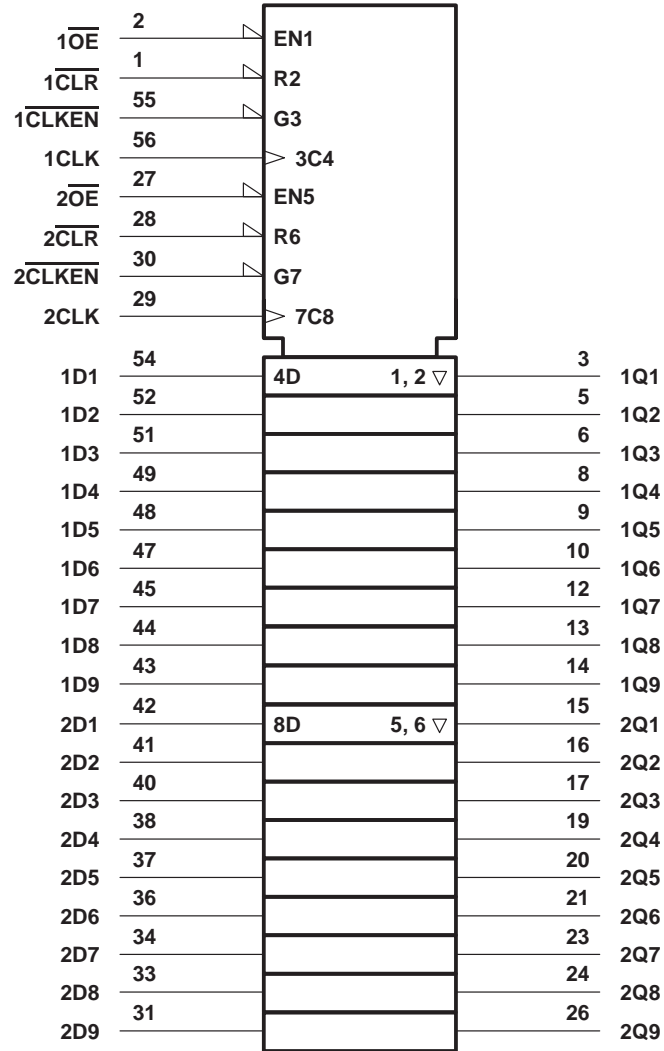 1OE 2 EN1
1CLR 1 R2
1CLKEN 55 G3
1CLK 56 3C4
2OE 27 EN5
2CLR 28 R6
2CLKEN 30 G7
2CLK 29 7C8
1D1 54 4D 1, 2 ▽ 3 1Q1
1D2 52 5 1Q2
1D3 51 6 1Q3
1D4 49 8 1Q4
1D5 48 9 1Q5
1D6 47 10 1Q6
1D7 45 12 1Q7
1D8 44 13 1Q8
1D9 43 14 1Q9
2D1 42 8D 5, 6 ▽ 15 2Q1
2D2 41 16 2Q2
2D3 40 17 2Q3
2D4 38 19 2Q4
2D5 37 20 2Q5
2D6 36 21 2Q6
2D7 34 23 2Q7
2D8 33 24 2Q8
2D9 31 26 2Q9